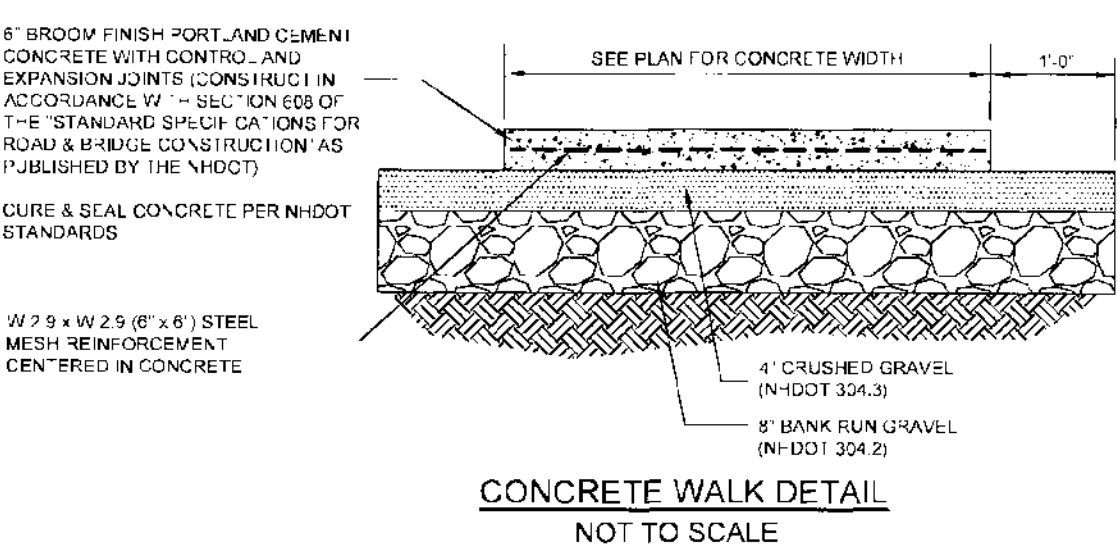 6" BROOM FINISH PORTLAND CEMENT
CONCRETE WITH CONTROL AND
EXPANSION JOINTS (CONSTRUCT IN
ACCORDANCE WITH SECTION 608 OF
THE "STANDARD SPECIFICATIONS FOR
ROAD & BRIDGE CONSTRUCTION" AS
PUBLISHED BY THE NHDOT)
CURE & SEAL CONCRETE PER NHDOT
STANDARDS
W 2.9 x W 2.9 (6" x 6") STEEL
MESH REINFORCEMENT
CENTERED IN CONCRETE
SEE PLAN FOR CONCRETE WIDTH
1'-0"
4" CRUSHED GRAVEL
(NHDOT 304.3)
8" BANK RUN GRAVEL
(NHDOT 304.2)
CONCRETE WALK DETAIL
NOT TO SCALE